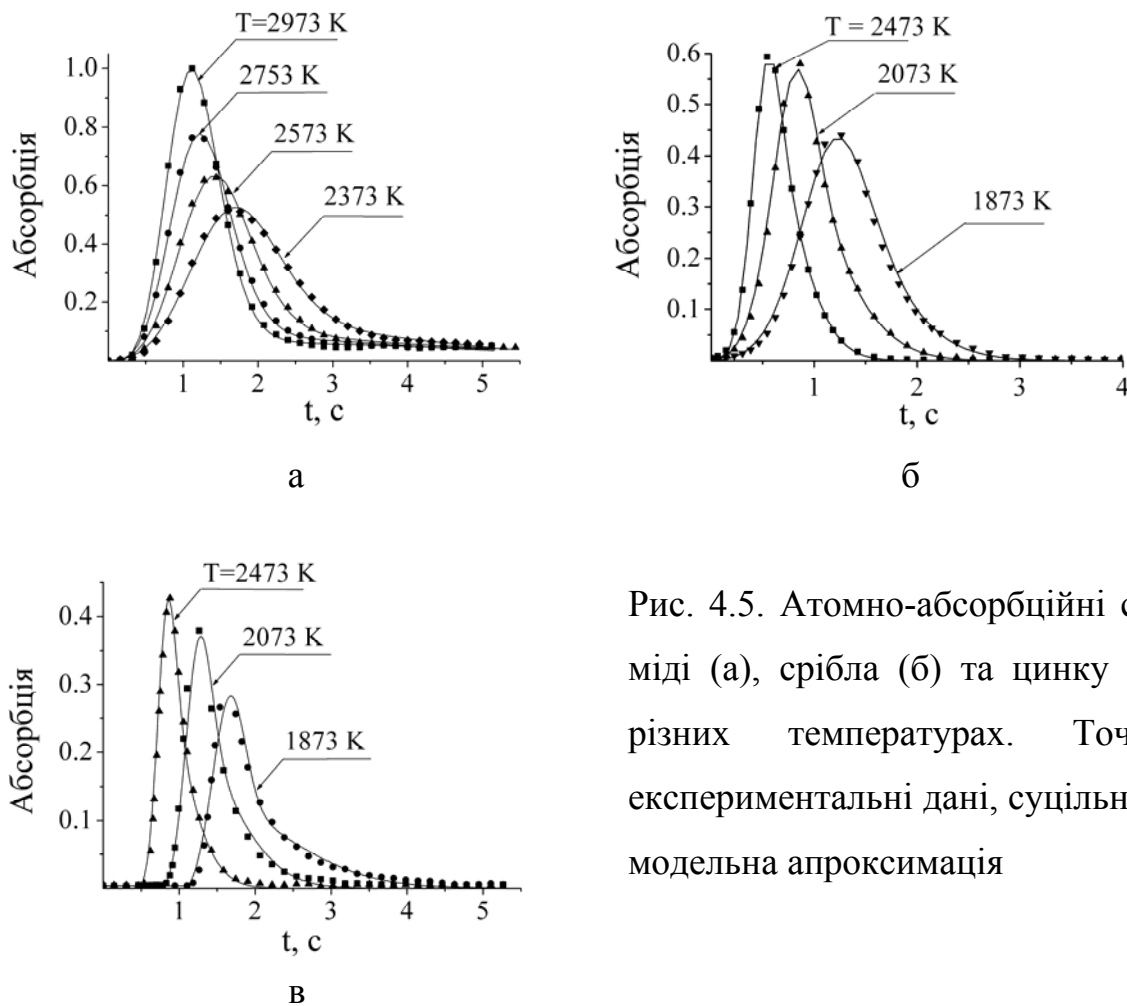 T=2973 K
2753 K
2573 K
2373 K
1.0
0.8
0.6
0.4
0.2
Абсорбція
1 2 3 4 5
t, с
а
T = 2473 K
2073 K
1873 K
0.6
0.5
0.4
0.3
0.2
0.1
Абсорбція
1 2 3 4
t, с
б
T=2473 K
2073 K
1873 K
0.4
0.3
0.2
0.1
Абсорбція
1 2 3 4 5
t, с
в
Рис. 4.5. Атомно-абсорбційні
міді (а), срібла (б) та цинку
різних температурах.
експериментальні дані,
модельна апроксимація